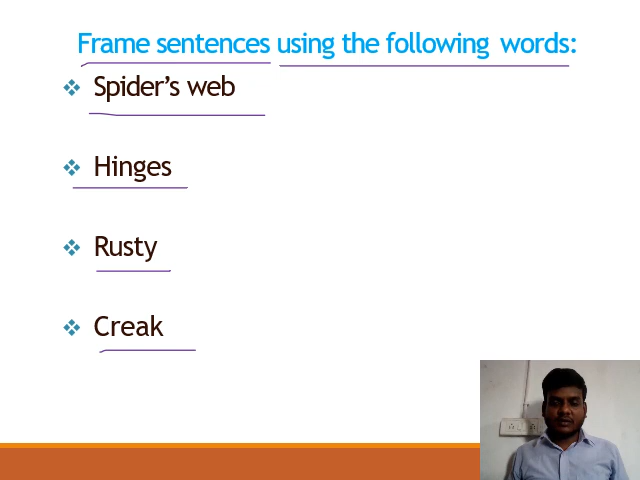 Frame sentences using the following words:
Spider's web
Hinges
Rusty
Creak